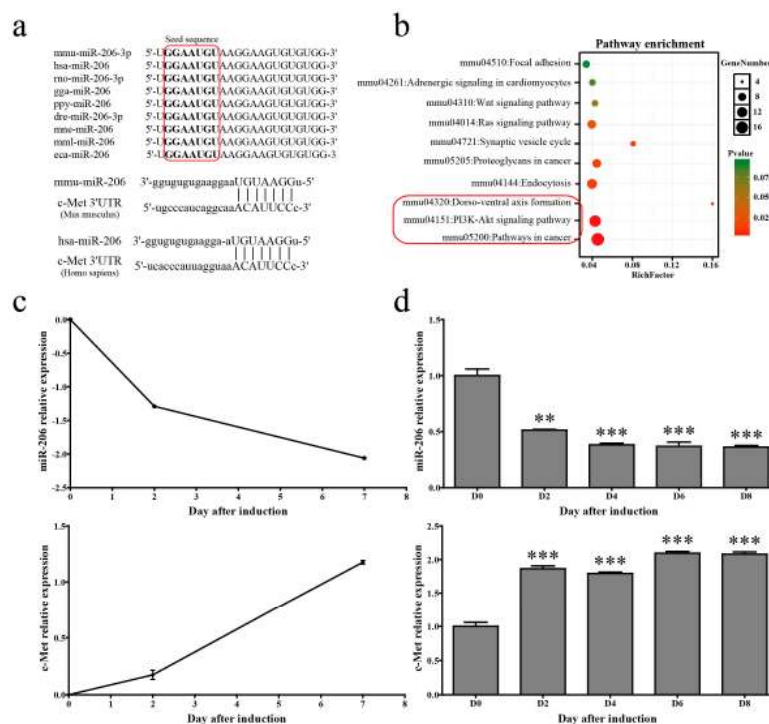 a
Seed sequence
mmu-miR-206-3p 5'-UGGAAUGUAAGGAAGUGUGUGG-3'
hsa-miR-206 5'-UGGAAUGUAAGGAAGUGUGUGG-3'
rno-miR-206-3p 5'-UGGAAUGUAAGGAAGUGUGUGG-3'
gga-miR-206 5'-UGGAAUGUAAGGAAGUGUGUGG-3'
ppy-miR-206 5'-UGGAAUGUAAGGAAGUGUGUGG-3'
dre-miR-206-3p 5'-UGGAAUGUAAGGAAGUGUGUGG-3'
mne-miR-206 5'-UGGAAUGUAAGGAAGUGUGUGG-3'
mml-miR-206 5'-UGGAAUGUAAGGAAGUGUGUGG-3'
eca-miR-206 5'-UGGAAUGUAAGGAAGUGUGUGG-3
mmu-miR-206 3'-ggugugugaaggaaUGUAAGGu-5'
c-Met 3'UTR 5'-ugcccaucaggcaaACAUUCCc-3'
(Mus musculus)
hsa-miR-206 3'-ggugugugaagga-aUGUAAGGu-5'
c-Met 3'UTR 5'-ucacccauuagguaaACAUUCCc-3'
(Homo sapiens)
b
Pathway enrichment
mmu04510:Focal adhesion
mmu04261:Adrenergic signaling in cardiomyocytes
mmu04310:Wnt signaling pathway
mmu04014:Ras signaling pathway
mmu04721:Synaptic vesicle cycle
mmu05205:Proteoglycans in cancer
mmu04144:Endocytosis
mmu04320:Dorso-ventral axis formation
mmu04151:PI3K-Akt signaling pathway
mmu05200:Pathways in cancer
0.04 0.08 0.12 0.16
RichFactor
GeneNumber
4
8
12
16
Pvalue
0.075
0.050
0.025
c
miR-206 relative expression
0.0
-0.5
-1.0
-1.5
-2.0
-2.5
0 1 2 3 4 5 6 7 8
Day after induction
c-Met relative expression
1.5
1.0
0.5
0.0
0 1 2 3 4 5 6 7 8
Day after induction
d
miR-206 relative expression
1.5
1.0
0.5
0.0
** *** *** ***
D0 D2 D4 D6 D8
Day after induction
c-Met relative expression
2.5
2.0
1.5
1.0
0.5
0.0
*** *** *** ***
D0 D2 D4 D6 D8
Day after induction